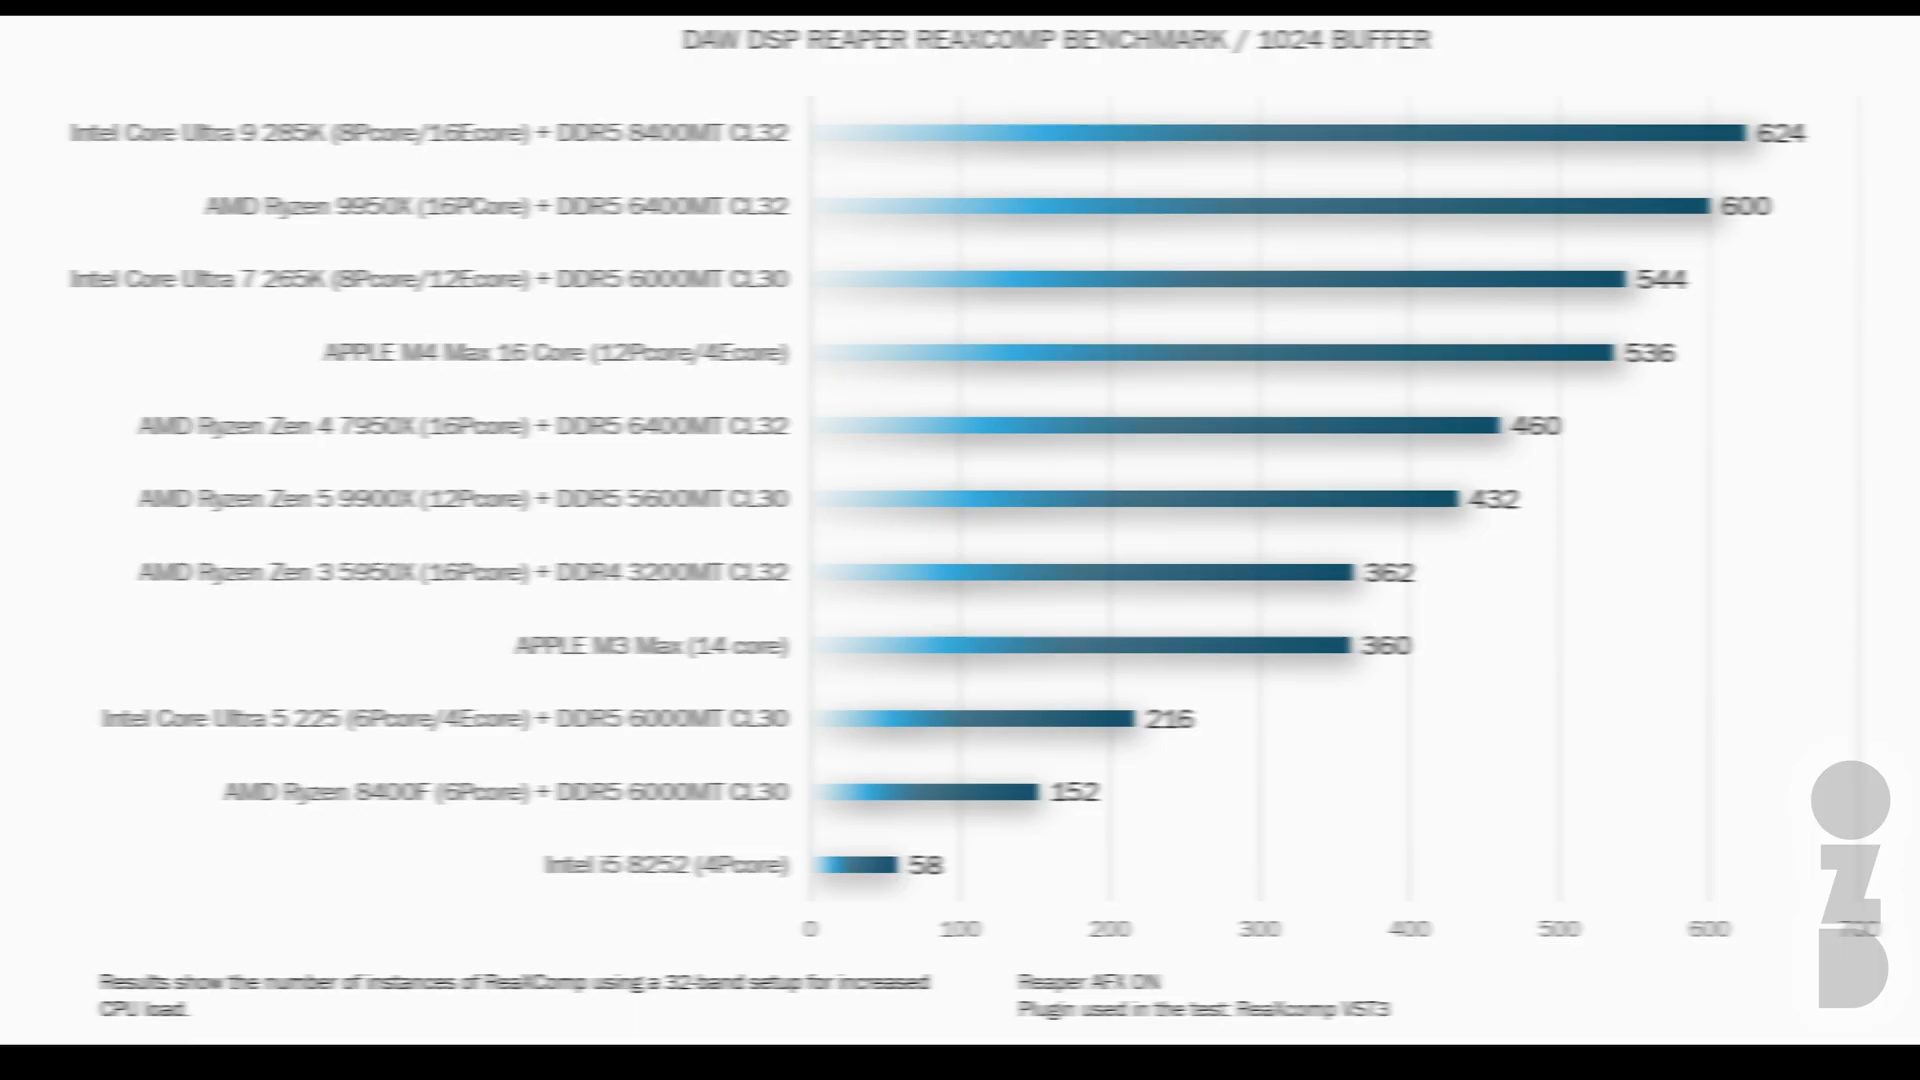 DAW DSP REAPER REAXCOMP BENCHMARK / 1024 BUFFER
Intel Core Ultra 9 285K (8Pcore/16Ecore) + DDR5 8400MT CL32
624
AMD Ryzen 9950X (16PCore) + DDR5 6400MT CL32
600
Intel Core Ultra 7 265K (8Pcore/12Ecore) + DDR5 6000MT CL30
544
APPLE M4 Max 16 Core (12Pcore/4Ecore)
536
AMD Ryzen Zen 4 7950X (16Pcore) + DDR5 6400MT CL32
460
AMD Ryzen Zen 5 9900X (12Pcore) + DDR5 5600MT CL30
432
AMD Ryzen Zen 3 5950X (16Pcore) + DDR4 3200MT CL32
362
APPLE M3 Max (14 core)
360
Intel Core Ultra 5 225 (6Pcore/4Ecore) + DDR5 6000MT CL30
216
AMD Ryzen 8400F (6Pcore) + DDR5 6000MT CL30
152
Intel i5 8252 (4Pcore)
58
0 100 200 300 400 500 600 700
Results show the number of instances of ReaXComp using a 32-band setup for increased
CPU load.
Reaper AFX ON
Plugin used in the test: ReaXcomp VST3
OZD